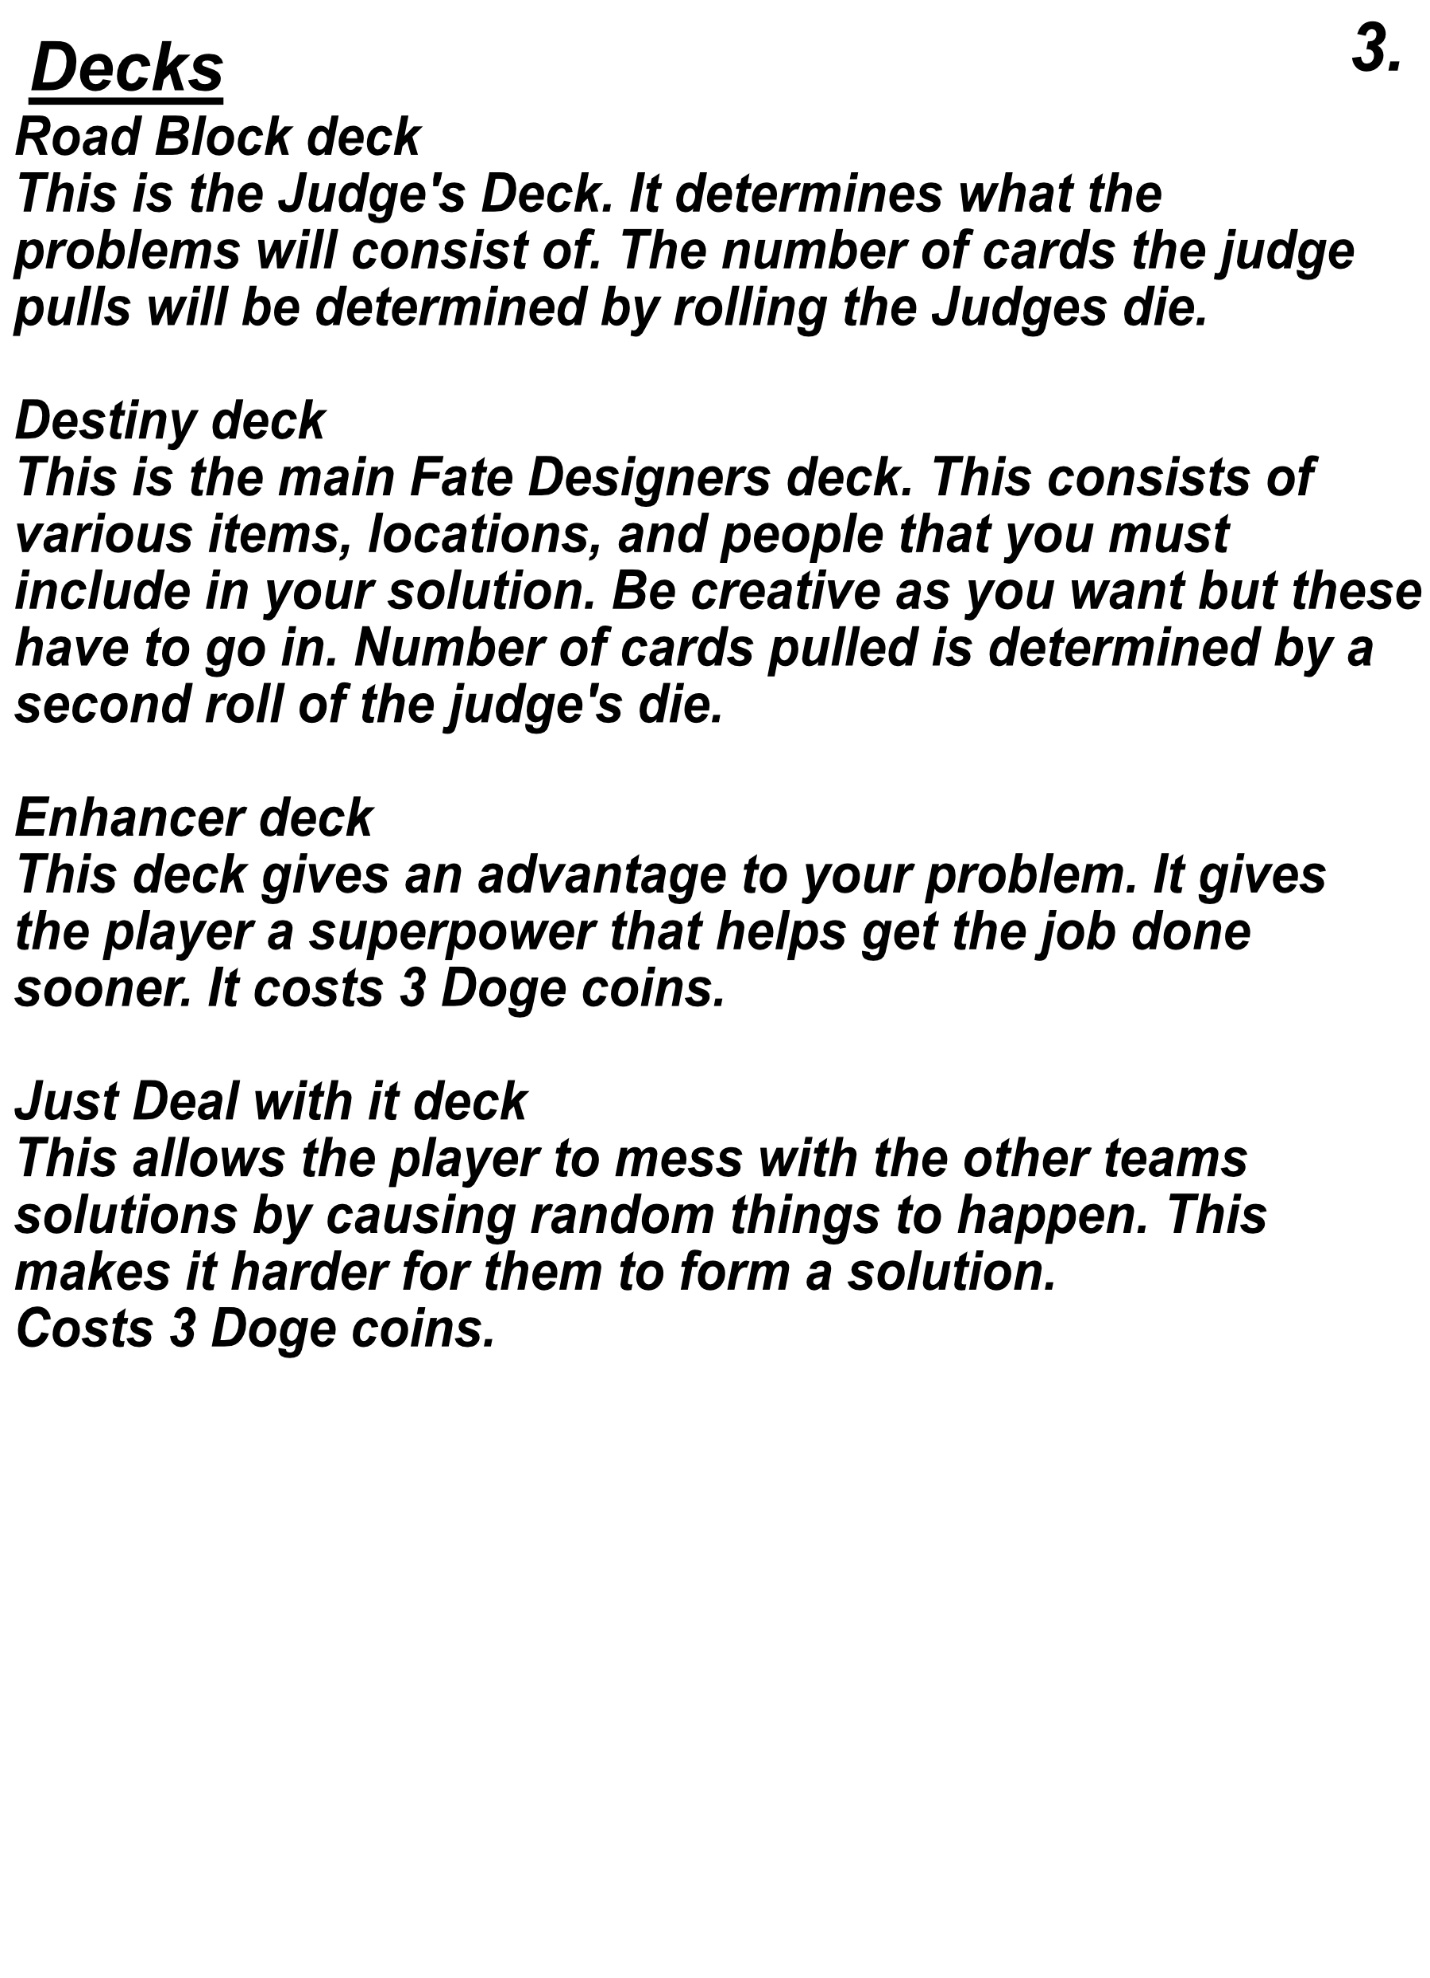 Decks
3.
Road Block deck
This is the Judge's Deck. It determines what the
problems will consist of. The number of cards the judge
pulls will be determined by rolling the Judges die.
Destiny deck
This is the main Fate Designers deck. This consists of
various items, locations, and people that you must
include in your solution. Be creative as you want but these
have to go in. Number of cards pulled is determined by a
second roll of the judge's die.
Enhancer deck
This deck gives an advantage to your problem. It gives
the player a superpower that helps get the job done
sooner. It costs 3 Doge coins.
Just Deal with it deck
This allows the player to mess with the other teams
solutions by causing random things to happen. This
makes it harder for them to form a solution.
Costs 3 Doge coins.